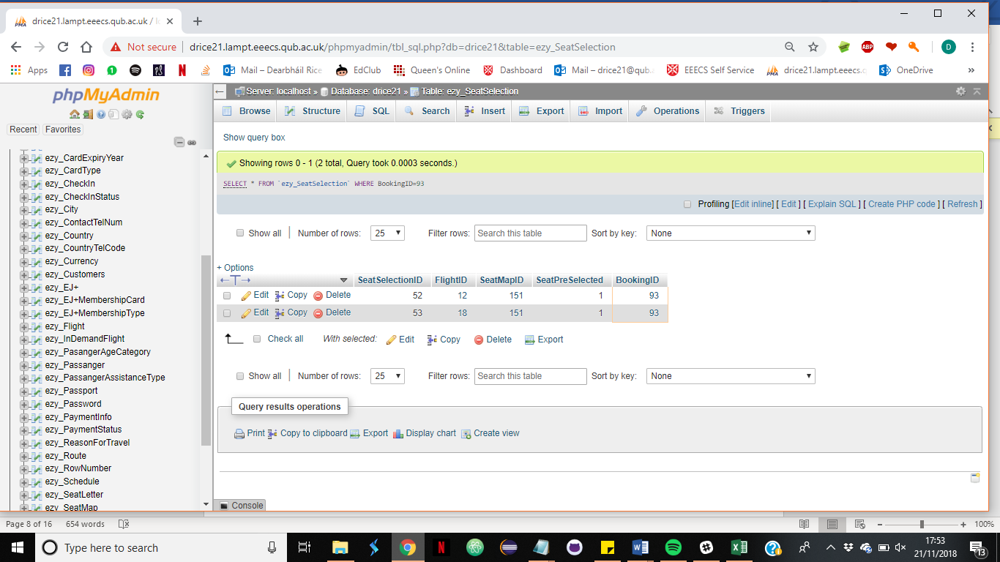 drice21.lampt.eeecs.qub.ac.uk / lo
Not secure drice21.lampt.eeecs.qub.ac.uk/phpmyadmin/tbl_sql.php?db=drice21&table=ezy_SeatSelection
ABP
D
Apps
Mail – Dearbháil Rice
EdClub
Queen's Online
Dashboard
Mail – drice21@qub.
EEECS Self Service
drice21.lampt.eeecs.q
OneDrive
»
phpMyAdmin
Recent Favorites
ezy_CardExpiryYear
ezy_CardType
ezy_CheckIn
ezy_CheckInStatus
ezy_City
ezy_ContactTelNum
ezy_Country
ezy_CountryTelCode
ezy_Currency
ezy_Customers
ezy_EJ+
ezy_EJ+MembershipCard
ezy_EJ+MembershipType
ezy_Flight
ezy_InDemandFlight
ezy_PasangerAgeCategory
ezy_Passanger
ezy_PassangerAssistanceType
ezy_Passport
ezy_Password
ezy_PaymentInfo
ezy_PaymentStatus
ezy_ReasonForTravel
ezy_Route
ezy_RowNumber
ezy_Schedule
ezy_SeatLetter
ezy_SeatMap
Server: localhost » Database: drice21 » Table: ezy_SeatSelection
Browse Structure SQL Search Insert Export Import Operations Triggers
Show query box
Showing rows 0 - 1 (2 total, Query took 0.0003 seconds.)
SELECT * FROM `ezy_SeatSelection` WHERE BookingID=93
Profiling [Edit inline] [ Edit ] [ Explain SQL ] [ Create PHP code ] [ Refresh ]
Show all Number of rows: 25 Filter rows: Search this table Sort by key: None
+ Options
SeatSelectionID FlightID SeatMapID SeatPreSelected BookingID
Edit Copy Delete 52 12 151 1 93
Edit Copy Delete 53 18 151 1 93
Check all With selected: Edit Copy Delete Export
Show all Number of rows: 25 Filter rows: Search this table Sort by key: None
Query results operations
Print Copy to clipboard Export Display chart Create view
Console
Page 8 of 16 654 words 100%
Type here to search
17:53
21/11/2018
13